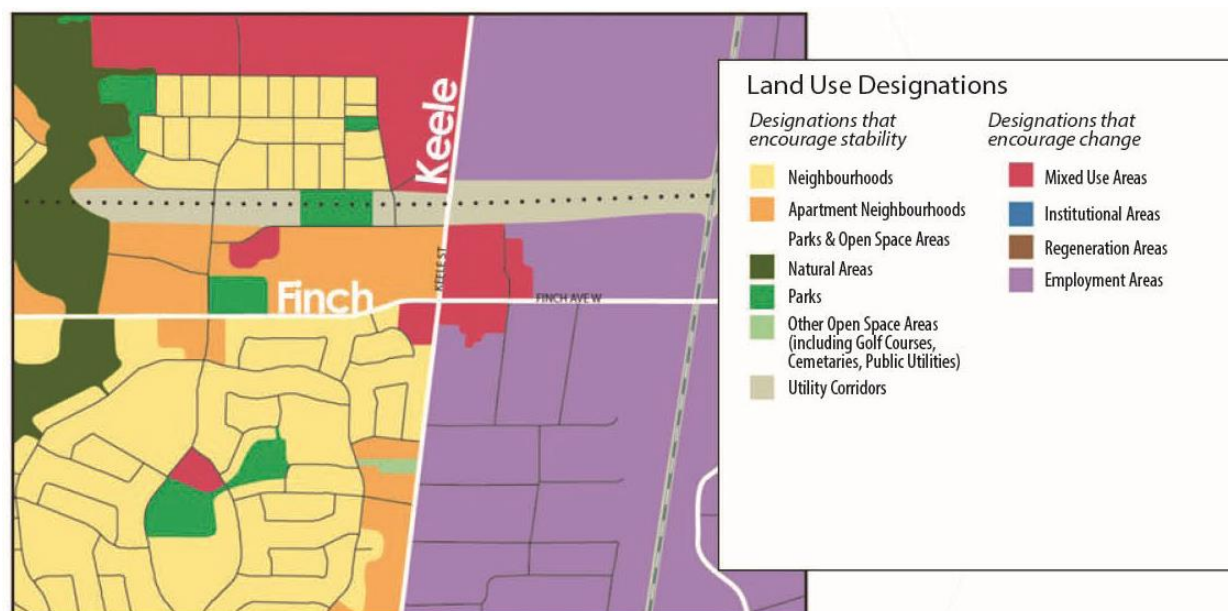 Keele
KEELE ST
Finch
FINCH AVE W
Land Use Designations
Designations that
encourage stability
Neighbourhoods
Apartment Neighbourhoods
Parks & Open Space Areas
Natural Areas
Parks
Other Open Space Areas
(including Golf Courses,
Cemetaries, Public Utilities)
Utility Corridors
Designations that
encourage change
Mixed Use Areas
Institutional Areas
Regeneration Areas
Employment Areas